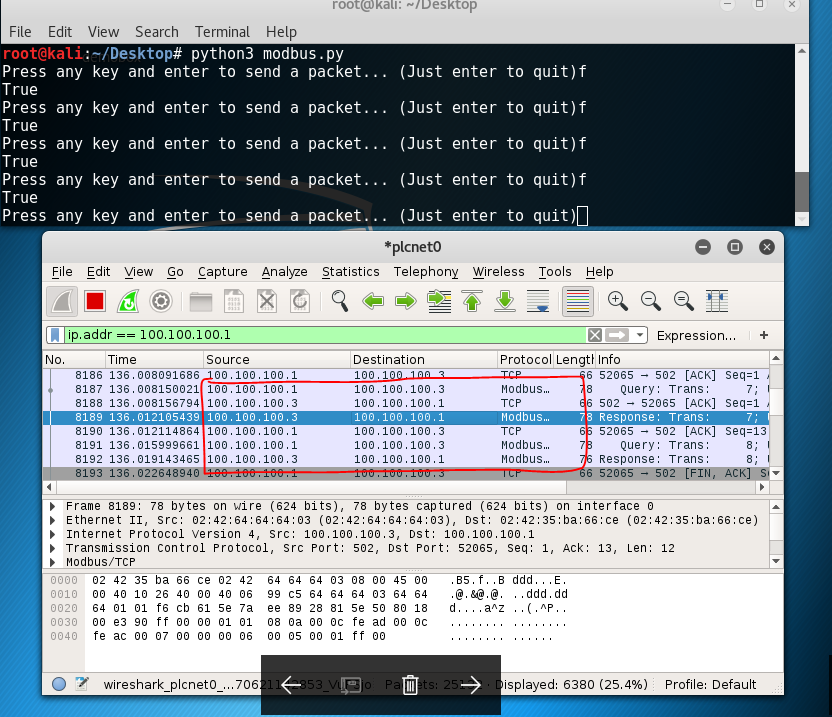 root@kali: ~/Desktop
File Edit View Search Terminal Help
root@kali:~/Desktop# python3 modbus.py
Press any key and enter to send a packet... (Just enter to quit)f
True
Press any key and enter to send a packet... (Just enter to quit)f
True
Press any key and enter to send a packet... (Just enter to quit)f
True
Press any key and enter to send a packet... (Just enter to quit)f
True
Press any key and enter to send a packet... (Just enter to quit)
*plcnet0
File Edit View Go Capture Analyze Statistics Telephony Wireless Tools Help
ip.addr == 100.100.100.1 Expression... +
No. Time Source Destination Protocol Length Info
8186 136.008091686 100.100.100.1 100.100.100.3 TCP 66 52065 → 502 [ACK] Seq=1
8187 136.008150021 100.100.100.1 100.100.100.3 Modbus… 78 Query: Trans: 7;
8188 136.008156794 100.100.100.3 100.100.100.1 TCP 66 502 → 52065 [ACK] Seq=1
8189 136.012105439 100.100.100.3 100.100.100.1 Modbus… 78 Response: Trans: 7;
8190 136.012114864 100.100.100.1 100.100.100.3 TCP 66 52065 → 502 [ACK] Seq=13
8191 136.015999661 100.100.100.1 100.100.100.3 Modbus… 78 Query: Trans: 8;
8192 136.019143465 100.100.100.3 100.100.100.1 Modbus… 76 Response: Trans: 8;
8193 136.022648940 100.100.100.1 100.100.100.3 TCP 66 52065 → 502 [FIN, ACK]
Frame 8189: 78 bytes on wire (624 bits), 78 bytes captured (624 bits) on interface 0
Ethernet II, Src: 02:42:64:64:64:03 (02:42:64:64:64:03), Dst: 02:42:35:ba:66:ce (02:42:35:ba:66:ce)
Internet Protocol Version 4, Src: 100.100.100.3, Dst: 100.100.100.1
Transmission Control Protocol, Src Port: 502, Dst Port: 52065, Seq: 1, Ack: 13, Len: 12
Modbus/TCP
0000 02 42 35 ba 66 ce 02 42 64 64 64 03 08 00 45 00 .B5.f..B ddd...E.
0010 00 40 10 26 40 00 40 06 99 c5 64 64 64 03 64 64 .@.&@.@. ..ddd.dd
0020 64 01 01 f6 cb 61 5e 7a ee 89 28 81 5e 50 80 18 d....a^z ..(.^P..
0030 00 e3 90 ff 00 00 01 01 08 0a 00 0c fe ad 00 0c ........ ........
0040 fe ac 00 07 00 00 00 06 00 05 00 01 ff 00 ........ ......
wireshark_plcnet0_... Displayed: 6380 (25.4%) Profile: Default